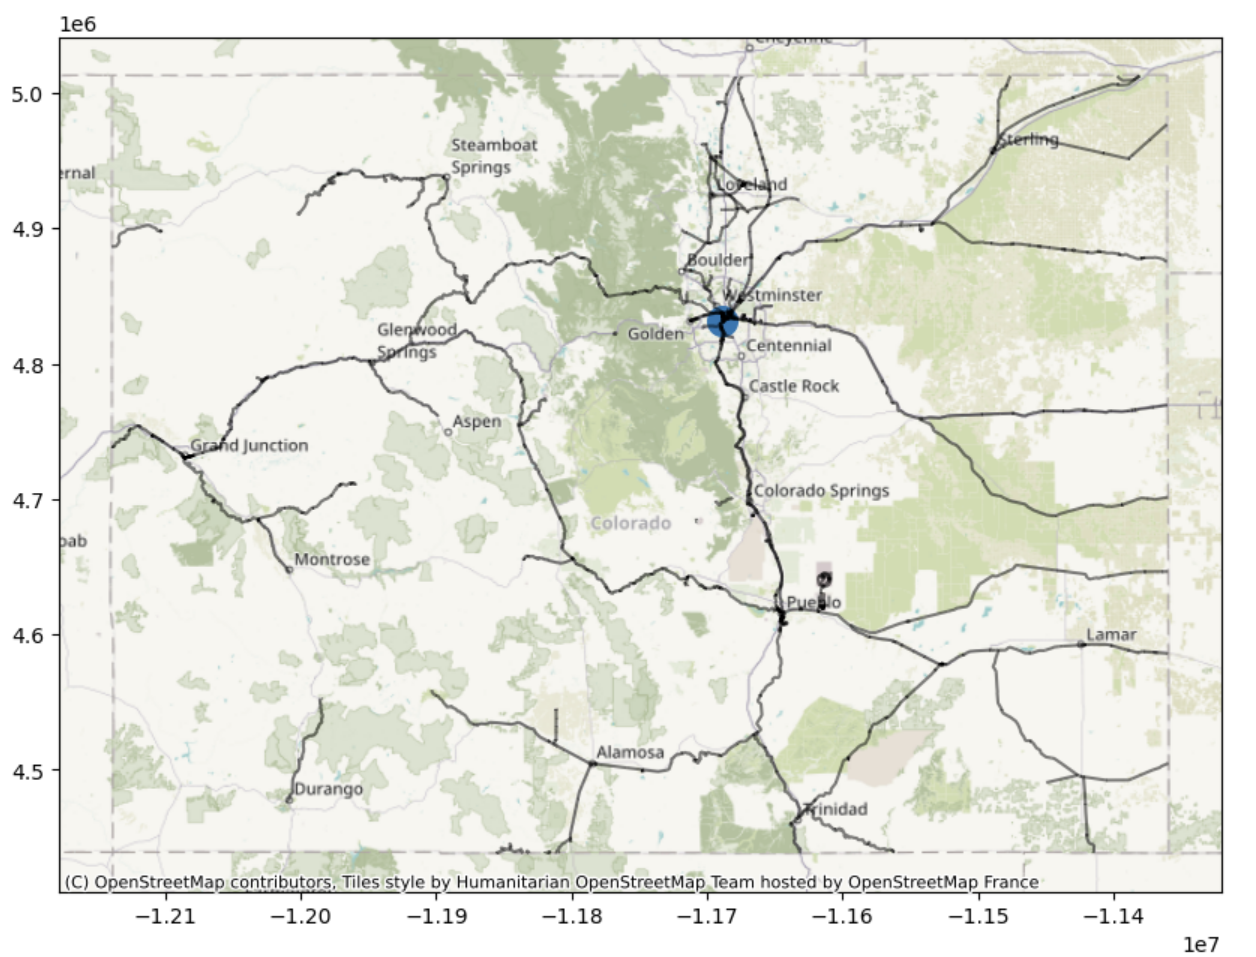 1e6
Cheyenne
5.0
Steamboat
Springs
Sterling
ernal
Loveland
4.9
Boulder
Westminster
Glenwood
Springs
Golden
Centennial
4.8
Castle Rock
Aspen
Grand Junction
4.7
Colorado Springs
Colorado
oab
Montrose
Pueblo
4.6
Lamar
Alamosa
4.5
Durango
Trinidad
(C) OpenStreetMap contributors, Tiles style by Humanitarian OpenStreetMap Team hosted by OpenStreetMap France
−1.21 −1.20 −1.19 −1.18 −1.17 −1.16 −1.15 −1.14
1e7